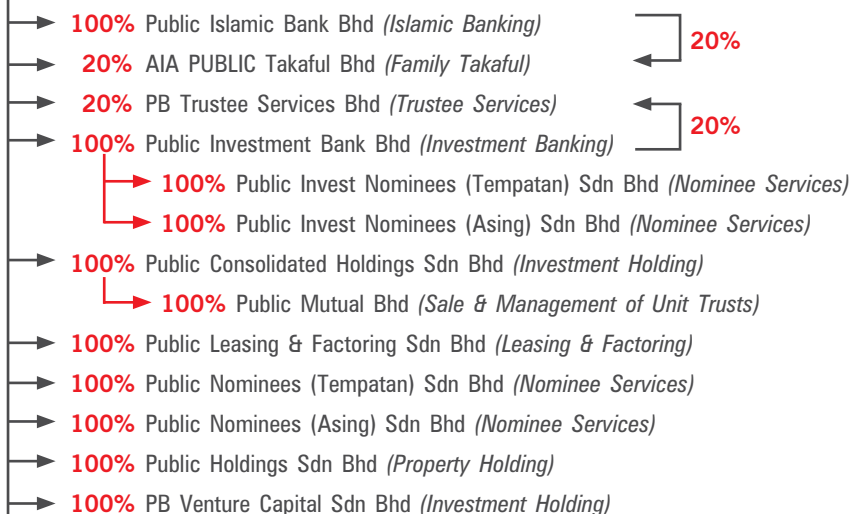 100% Public Islamic Bank Bhd (Islamic Banking)
20%
20% AIA PUBLIC Takaful Bhd (Family Takaful)
20% PB Trustee Services Bhd (Trustee Services)
20%
100% Public Investment Bank Bhd (Investment Banking)
100% Public Invest Nominees (Tempatan) Sdn Bhd (Nominee Services)
100% Public Invest Nominees (Asing) Sdn Bhd (Nominee Services)
100% Public Consolidated Holdings Sdn Bhd (Investment Holding)
100% Public Mutual Bhd (Sale & Management of Unit Trusts)
100% Public Leasing & Factoring Sdn Bhd (Leasing & Factoring)
100% Public Nominees (Tempatan) Sdn Bhd (Nominee Services)
100% Public Nominees (Asing) Sdn Bhd (Nominee Services)
100% Public Holdings Sdn Bhd (Property Holding)
100% PB Venture Capital Sdn Bhd (Investment Holding)